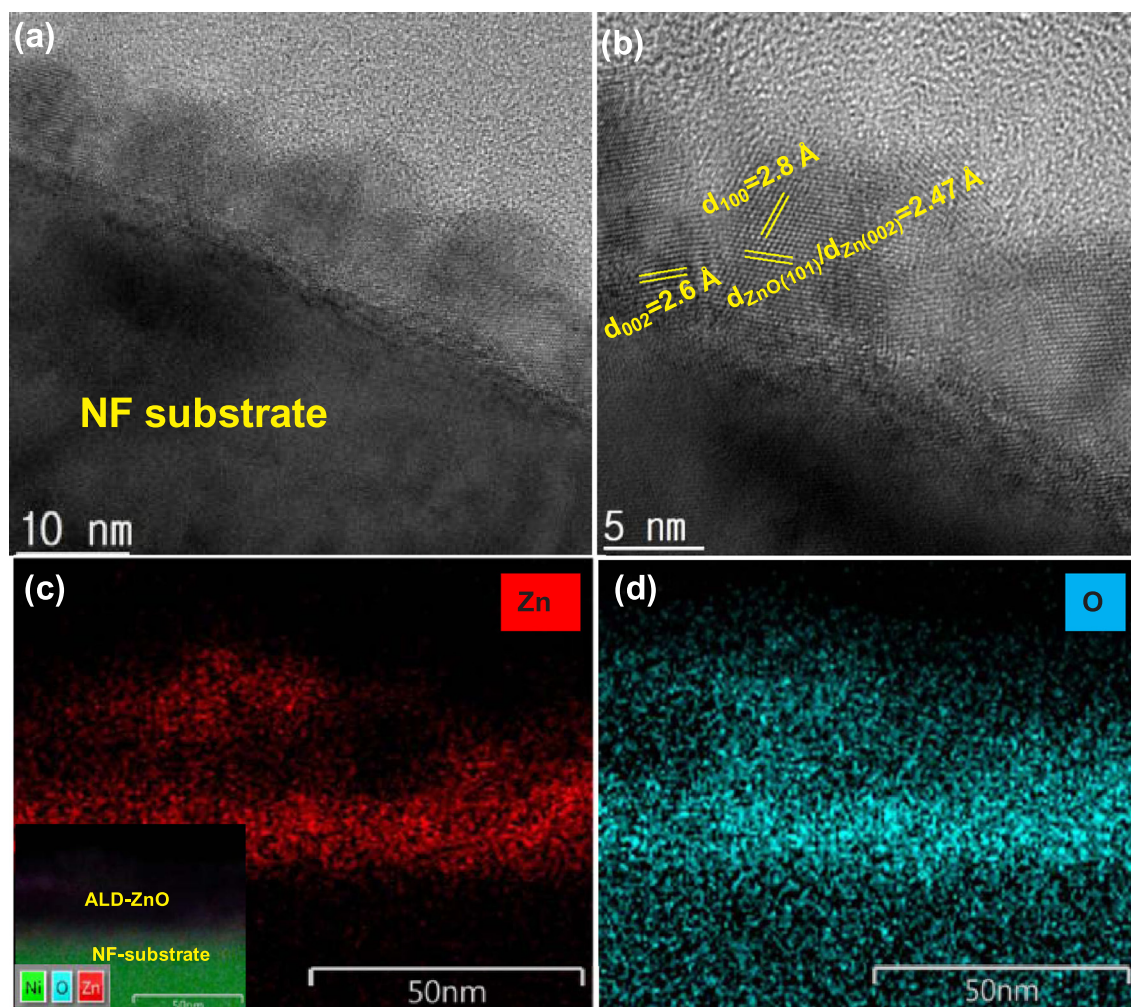 (a)
NF substrate
10 nm
(b)
d100=2.8 Å
dZnO(101)/dZn(002)=2.47 Å
d002=2.6 Å
5 nm
(c)
Zn
ALD-ZnO
NF-substrate
Ni O Zn
50nm
50nm
(d)
O
50nm